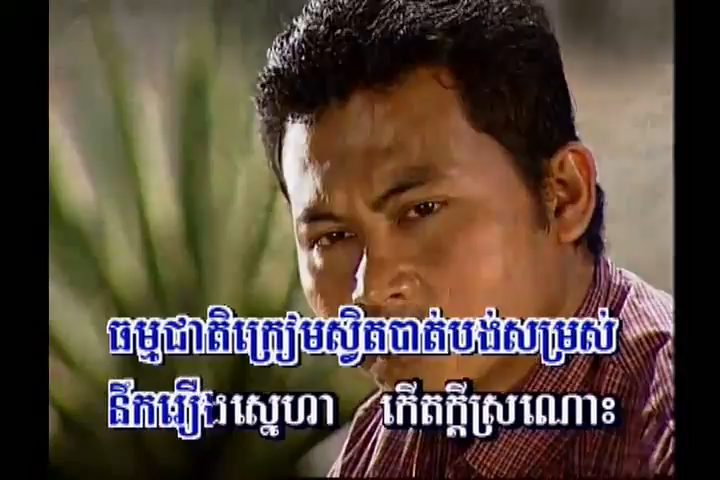 ធម្មជាតិក្រៀមស្វិតបាត់បង់សម្រស់
នឹករឿងស្នេហា កើតក្ដីស្រណោះ